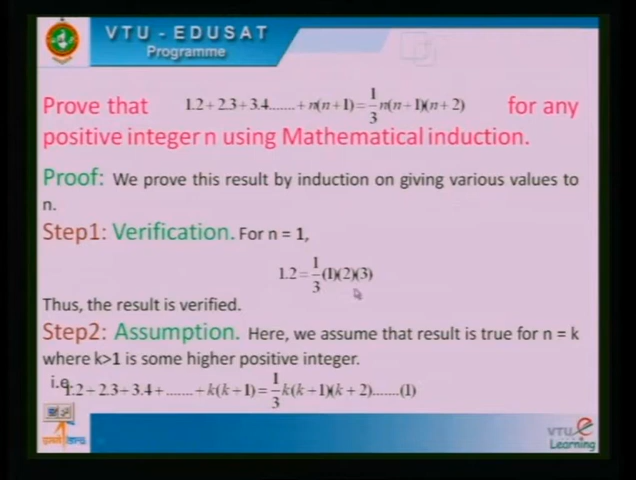 VTU - EDUSAT
Programme
Prove that 1.2 + 2.3 + 3.4....... + n(n+1) = 1/3 n(n+1)(n+2) for any
positive integer n using Mathematical induction.
Proof: We prove this result by induction on giving various values to
n.
Step1: Verification. For n = 1,
1.2 = 1/3 (1)(2)(3)
Thus, the result is verified.
Step2: Assumption. Here, we assume that result is true for n = k
where k>1 is some higher positive integer.
i.e. 1.2 + 2.3 + 3.4 + ....... + k(k+1) = 1/3 k(k+1)(k+2).......(1)
VTU e
Learning